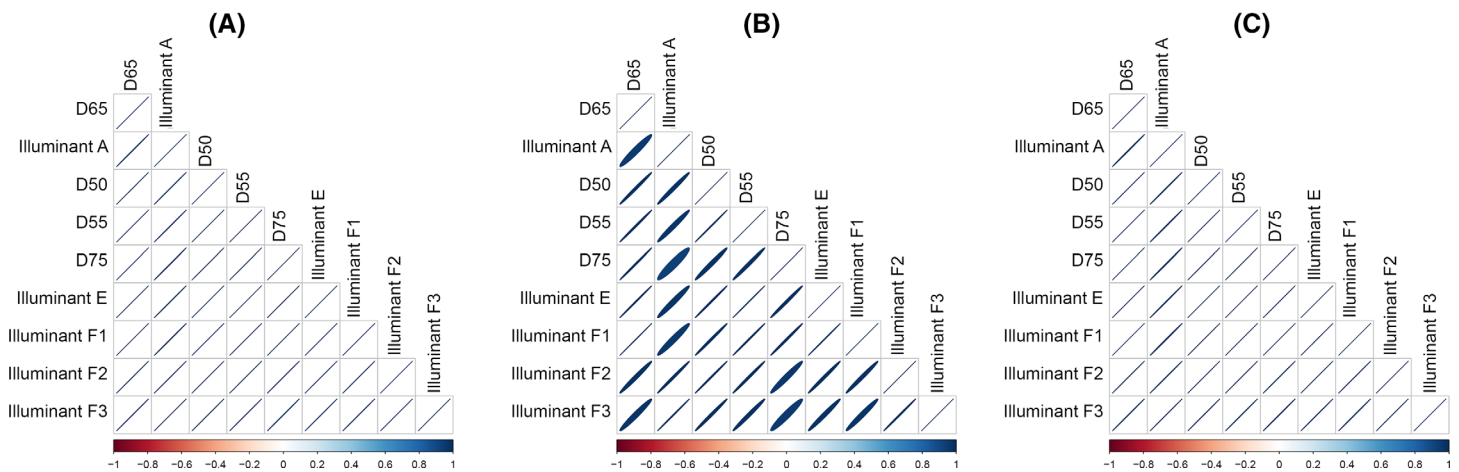 (A)
D65
Illuminant A
D50
D55
D75
Illuminant E
Illuminant F1
Illuminant F2
Illuminant F3
D65
Illuminant A
D50
D55
D75
Illuminant E
Illuminant F1
Illuminant F2
Illuminant F3
−1 −0.8 −0.6 −0.4 −0.2 0 0.2 0.4 0.6 0.8 1
(B)
D65
Illuminant A
D50
D55
D75
Illuminant E
Illuminant F1
Illuminant F2
Illuminant F3
D65
Illuminant A
D50
D55
D75
Illuminant E
Illuminant F1
Illuminant F2
Illuminant F3
−1 −0.8 −0.6 −0.4 −0.2 0 0.2 0.4 0.6 0.8 1
(C)
D65
Illuminant A
D50
D55
D75
Illuminant E
Illuminant F1
Illuminant F2
Illuminant F3
D65
Illuminant A
D50
D55
D75
Illuminant E
Illuminant F1
Illuminant F2
Illuminant F3
−1 −0.8 −0.6 −0.4 −0.2 0 0.2 0.4 0.6 0.8 1